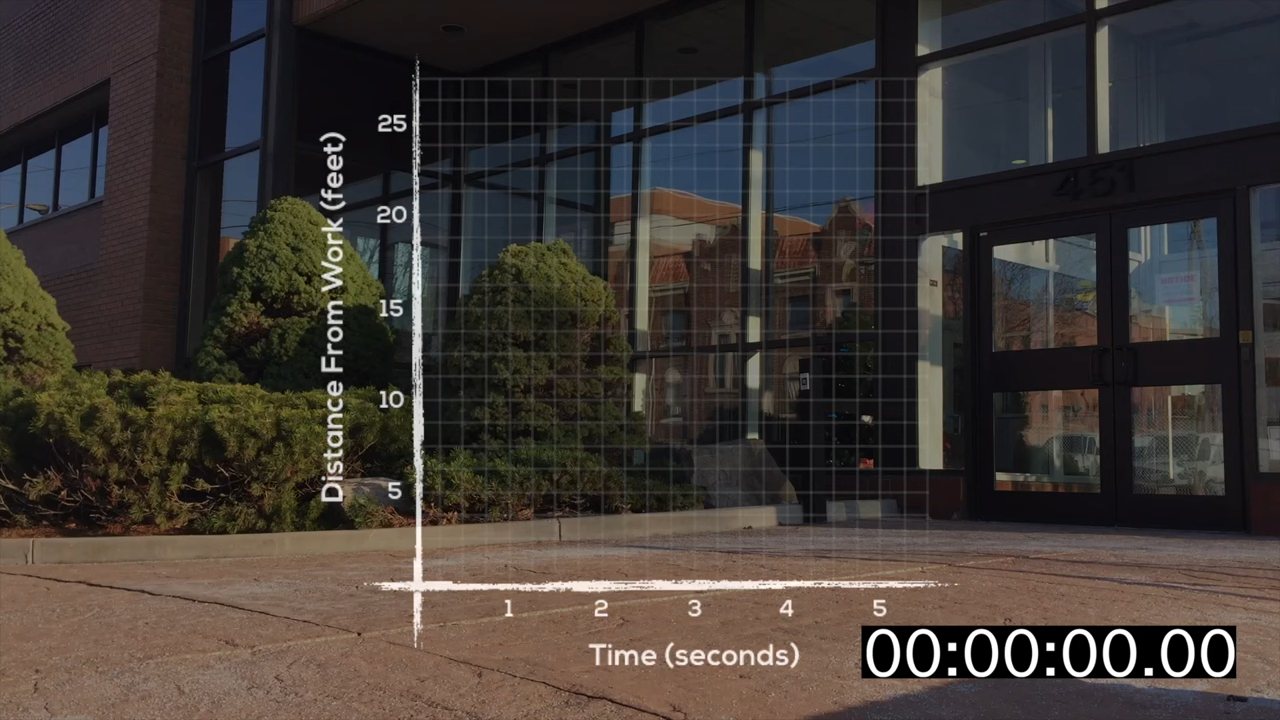 451
25
20
15
10
5
Distance From Work (feet)
1 2 3 4 5
Time (seconds)
00:00:00.00